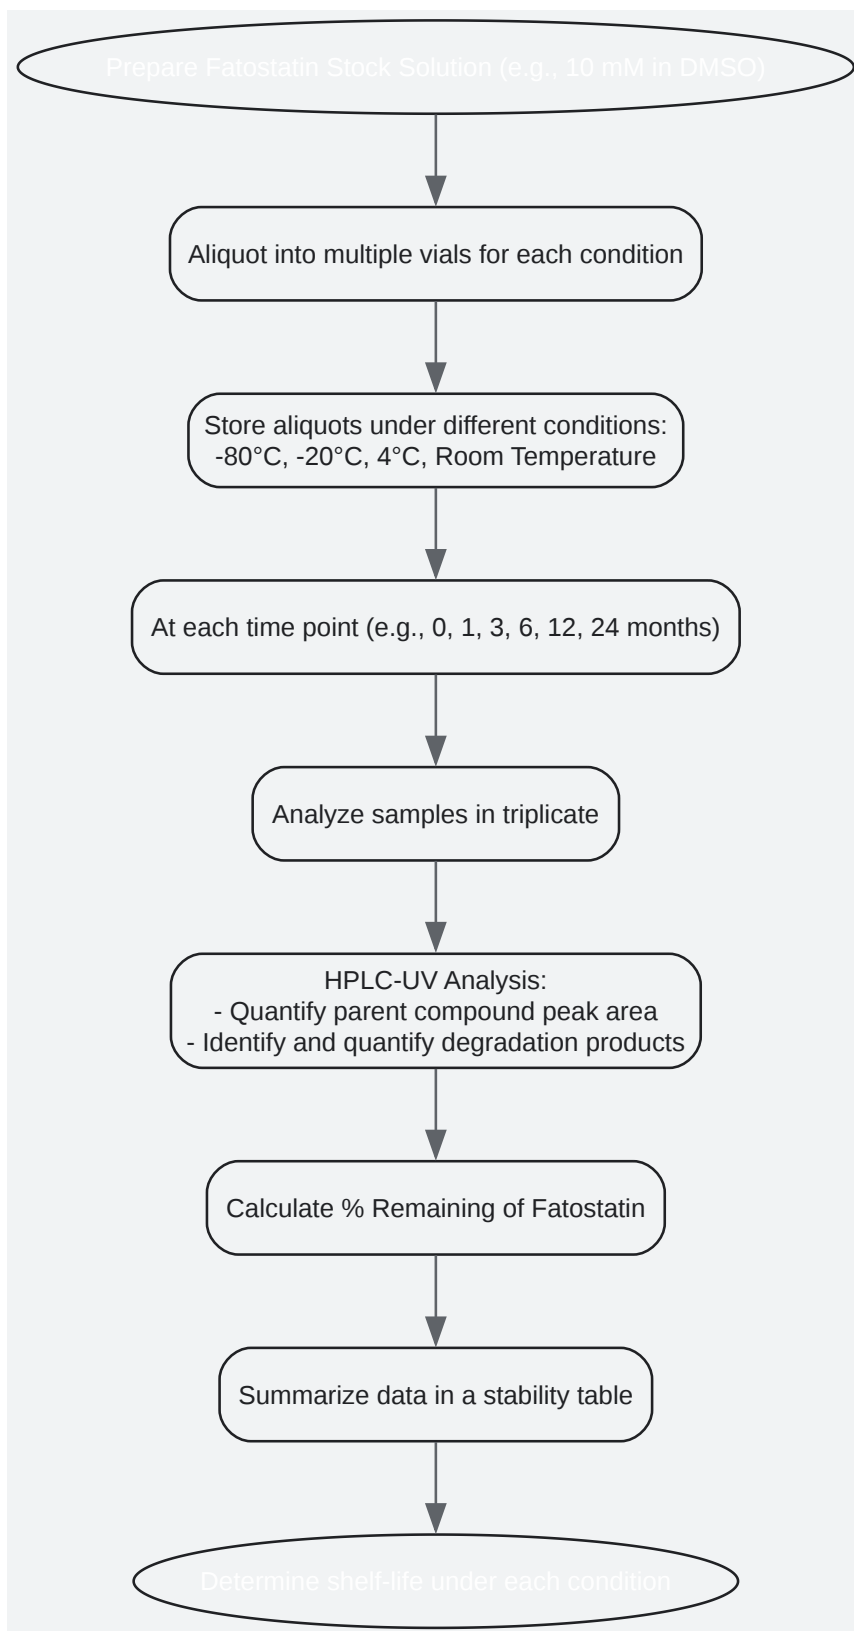 Prepare Fatostatin Stock Solution (e.g., 10 mM in DMSO)
Aliquot into multiple vials for each condition
Store aliquots under different conditions:
-80°C, -20°C, 4°C, Room Temperature
At each time point (e.g., 0, 1, 3, 6, 12, 24 months)
Analyze samples in triplicate
HPLC-UV Analysis:
- Quantify parent compound peak area
- Identify and quantify degradation products
Calculate % Remaining of Fatostatin
Summarize data in a stability table
Determine shelf-life under each condition